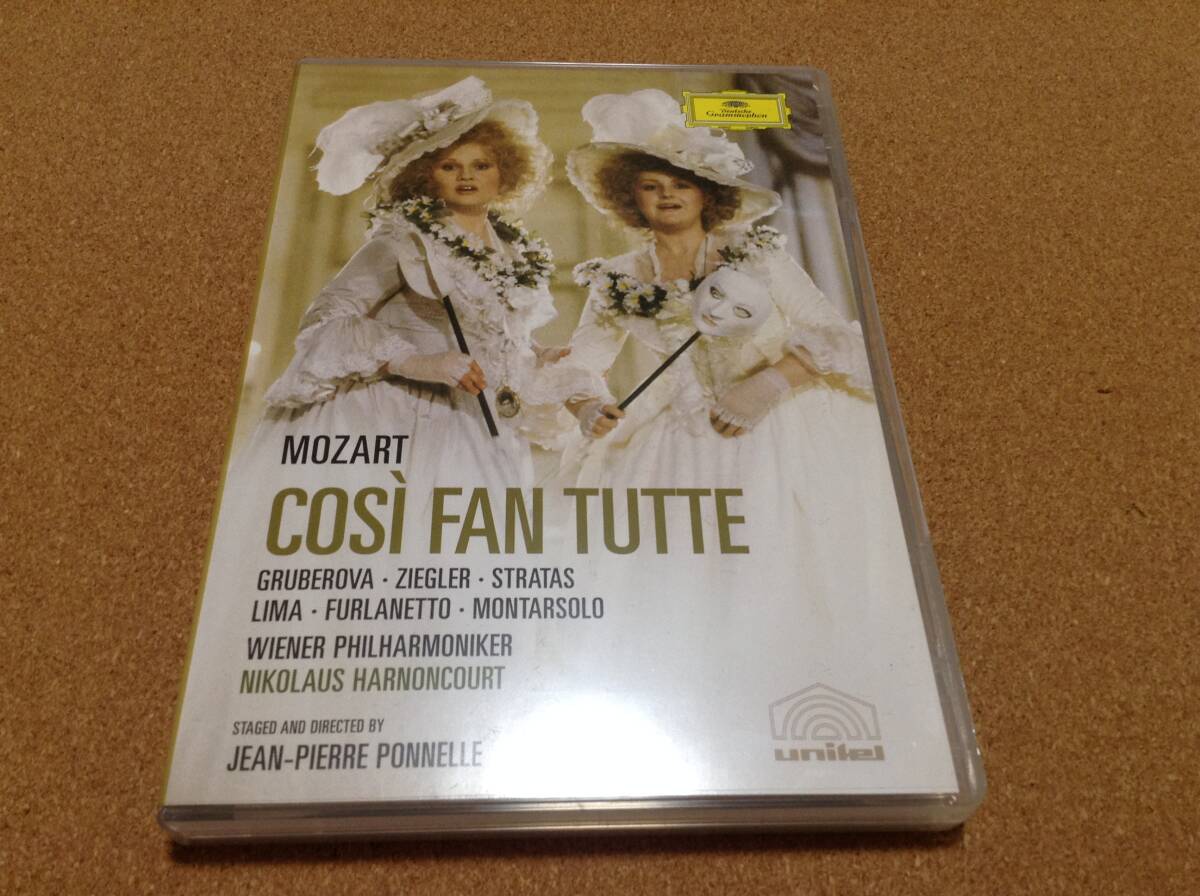 Deutsche
Grammophon
MOZART
COSÌ FAN TUTTE
GRUBEROVA · ZIEGLER · STRATAS
LIMA · FURLANETTO · MONTARSOLO
WIENER PHILHARMONIKER
NIKOLAUS HARNONCOURT
STAGED AND DIRECTED BY
JEAN-PIERRE PONNELLE
unitel